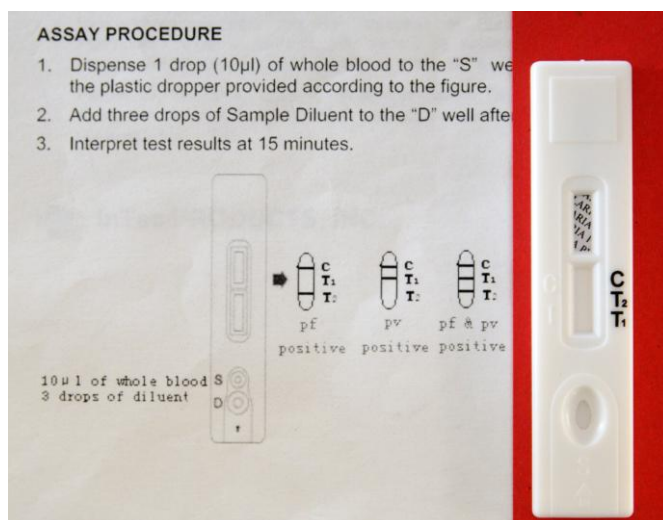 ASSAY PROCEDURE
1. Dispense 1 drop (10µl) of whole blood to the “S” we
the plastic dropper provided according to the figure.
2. Add three drops of Sample Diluent to the “D” well afte
3. Interpret test results at 15 minutes.
C
T₁
T₂
pf
positive
C
T₁
T₂
pv
positive
C
T₁
T₂
pf & pv
positive
10µl of whole blood S
3 drops of diluent D
C
T₂
T₁